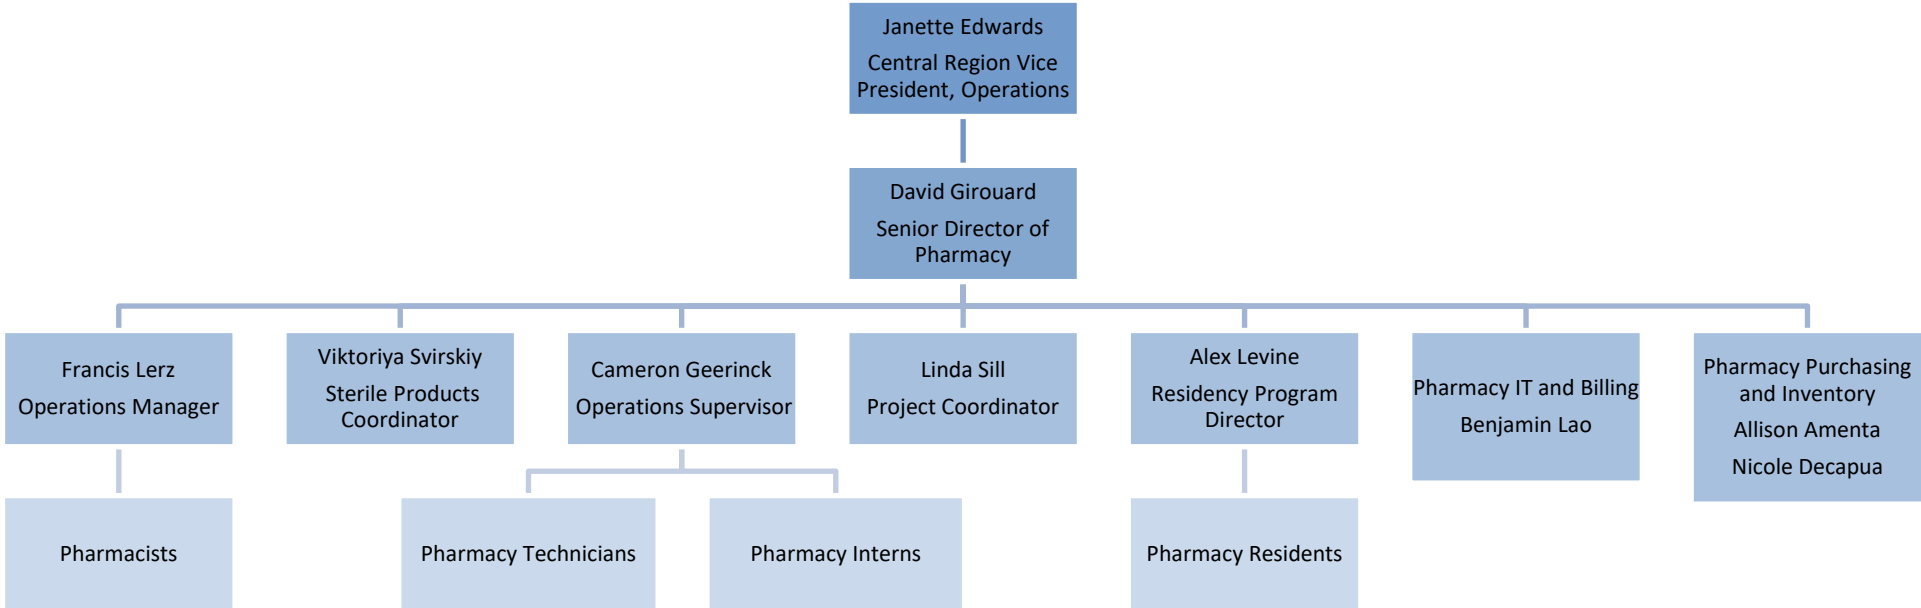 Janette Edwards
Central Region Vice
President, Operations
David Girouard
Senior Director of
Pharmacy
Francis Lerz
Operations Manager
Viktoriya Svirskiy
Sterile Products
Coordinator
Cameron Geerinck
Operations Supervisor
Linda Sill
Project Coordinator
Alex Levine
Residency Program
Director
Pharmacy IT and Billing
Benjamin Lao
Pharmacy Purchasing
and Inventory
Allison Amenta
Nicole Decapua
Pharmacists
Pharmacy Technicians
Pharmacy Interns
Pharmacy Residents